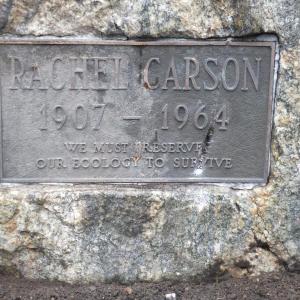 RACHEL CARSON
1907 – 1964
WE MUST PRESERVE
OUR ECOLOGY TO SURVIVE